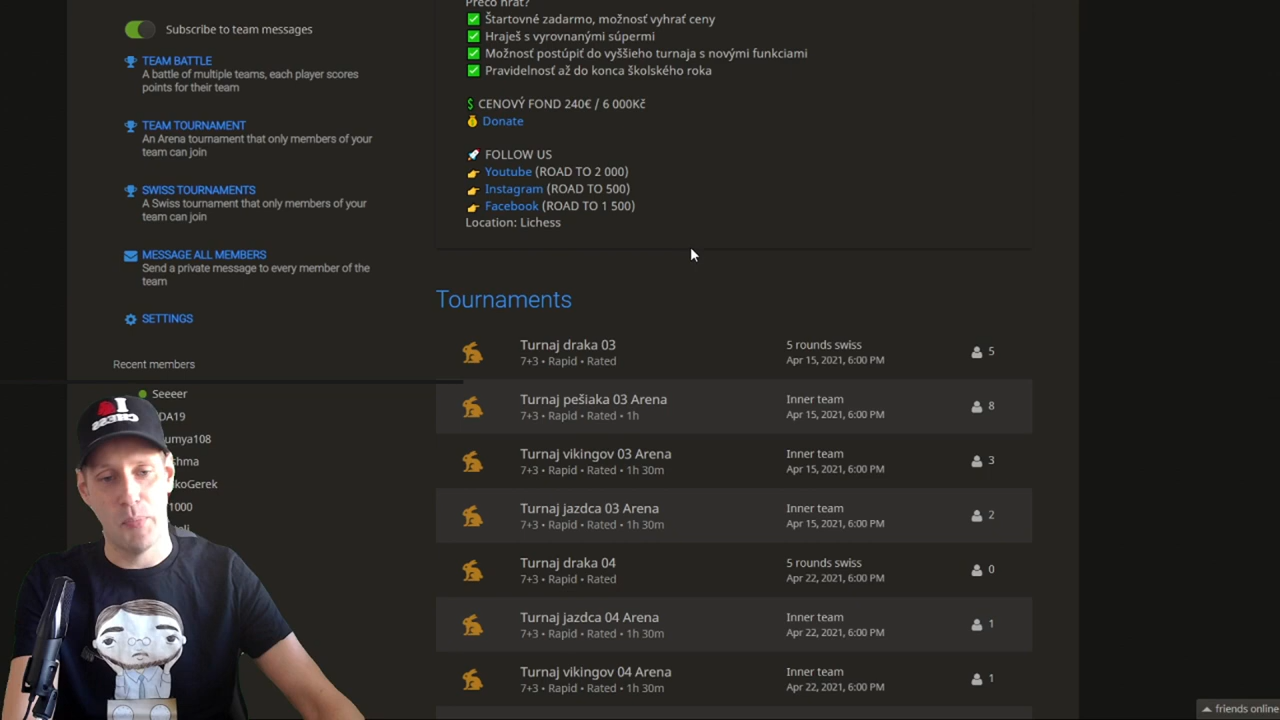 Prečo hrať?
Subscribe to team messages
TEAM BATTLE
A battle of multiple teams, each player scores
points for their team
TEAM TOURNAMENT
An Arena tournament that only members of your
team can join
SWISS TOURNAMENTS
A Swiss tournament that only members of your
team can join
MESSAGE ALL MEMBERS
Send a private message to every member of the
team
SETTINGS
Recent members
Seeeer
DA19
umya108
shma
koGerek
1000
Štartovné zadarmo, možnosť vyhrať ceny
Hraješ s vyrovnanými súpermi
Možnosť postúpiť do vyššieho turnaja s novými funkciami
Pravidelnosť až do konca školského roka
CENOVÝ FOND 240€ / 6 000Kč
Donate
FOLLOW US
Youtube (ROAD TO 2 000)
Instagram (ROAD TO 500)
Facebook (ROAD TO 1 500)
Location: Lichess
Tournaments
Turnaj draka 03 5 rounds swiss 5
7+3 • Rapid • Rated Apr 15, 2021, 6:00 PM
Turnaj pešiaka 03 Arena Inner team 8
7+3 • Rapid • Rated • 1h Apr 15, 2021, 6:00 PM
Turnaj vikingov 03 Arena Inner team 3
7+3 • Rapid • Rated • 1h 30m Apr 15, 2021, 6:00 PM
Turnaj jazdca 03 Arena Inner team 2
7+3 • Rapid • Rated • 1h 30m Apr 15, 2021, 6:00 PM
Turnaj draka 04 5 rounds swiss 0
7+3 • Rapid • Rated Apr 22, 2021, 6:00 PM
Turnaj jazdca 04 Arena Inner team 1
7+3 • Rapid • Rated • 1h 30m Apr 22, 2021, 6:00 PM
Turnaj vikingov 04 Arena Inner team 1
7+3 • Rapid • Rated • 1h 30m Apr 22, 2021, 6:00 PM
friends online